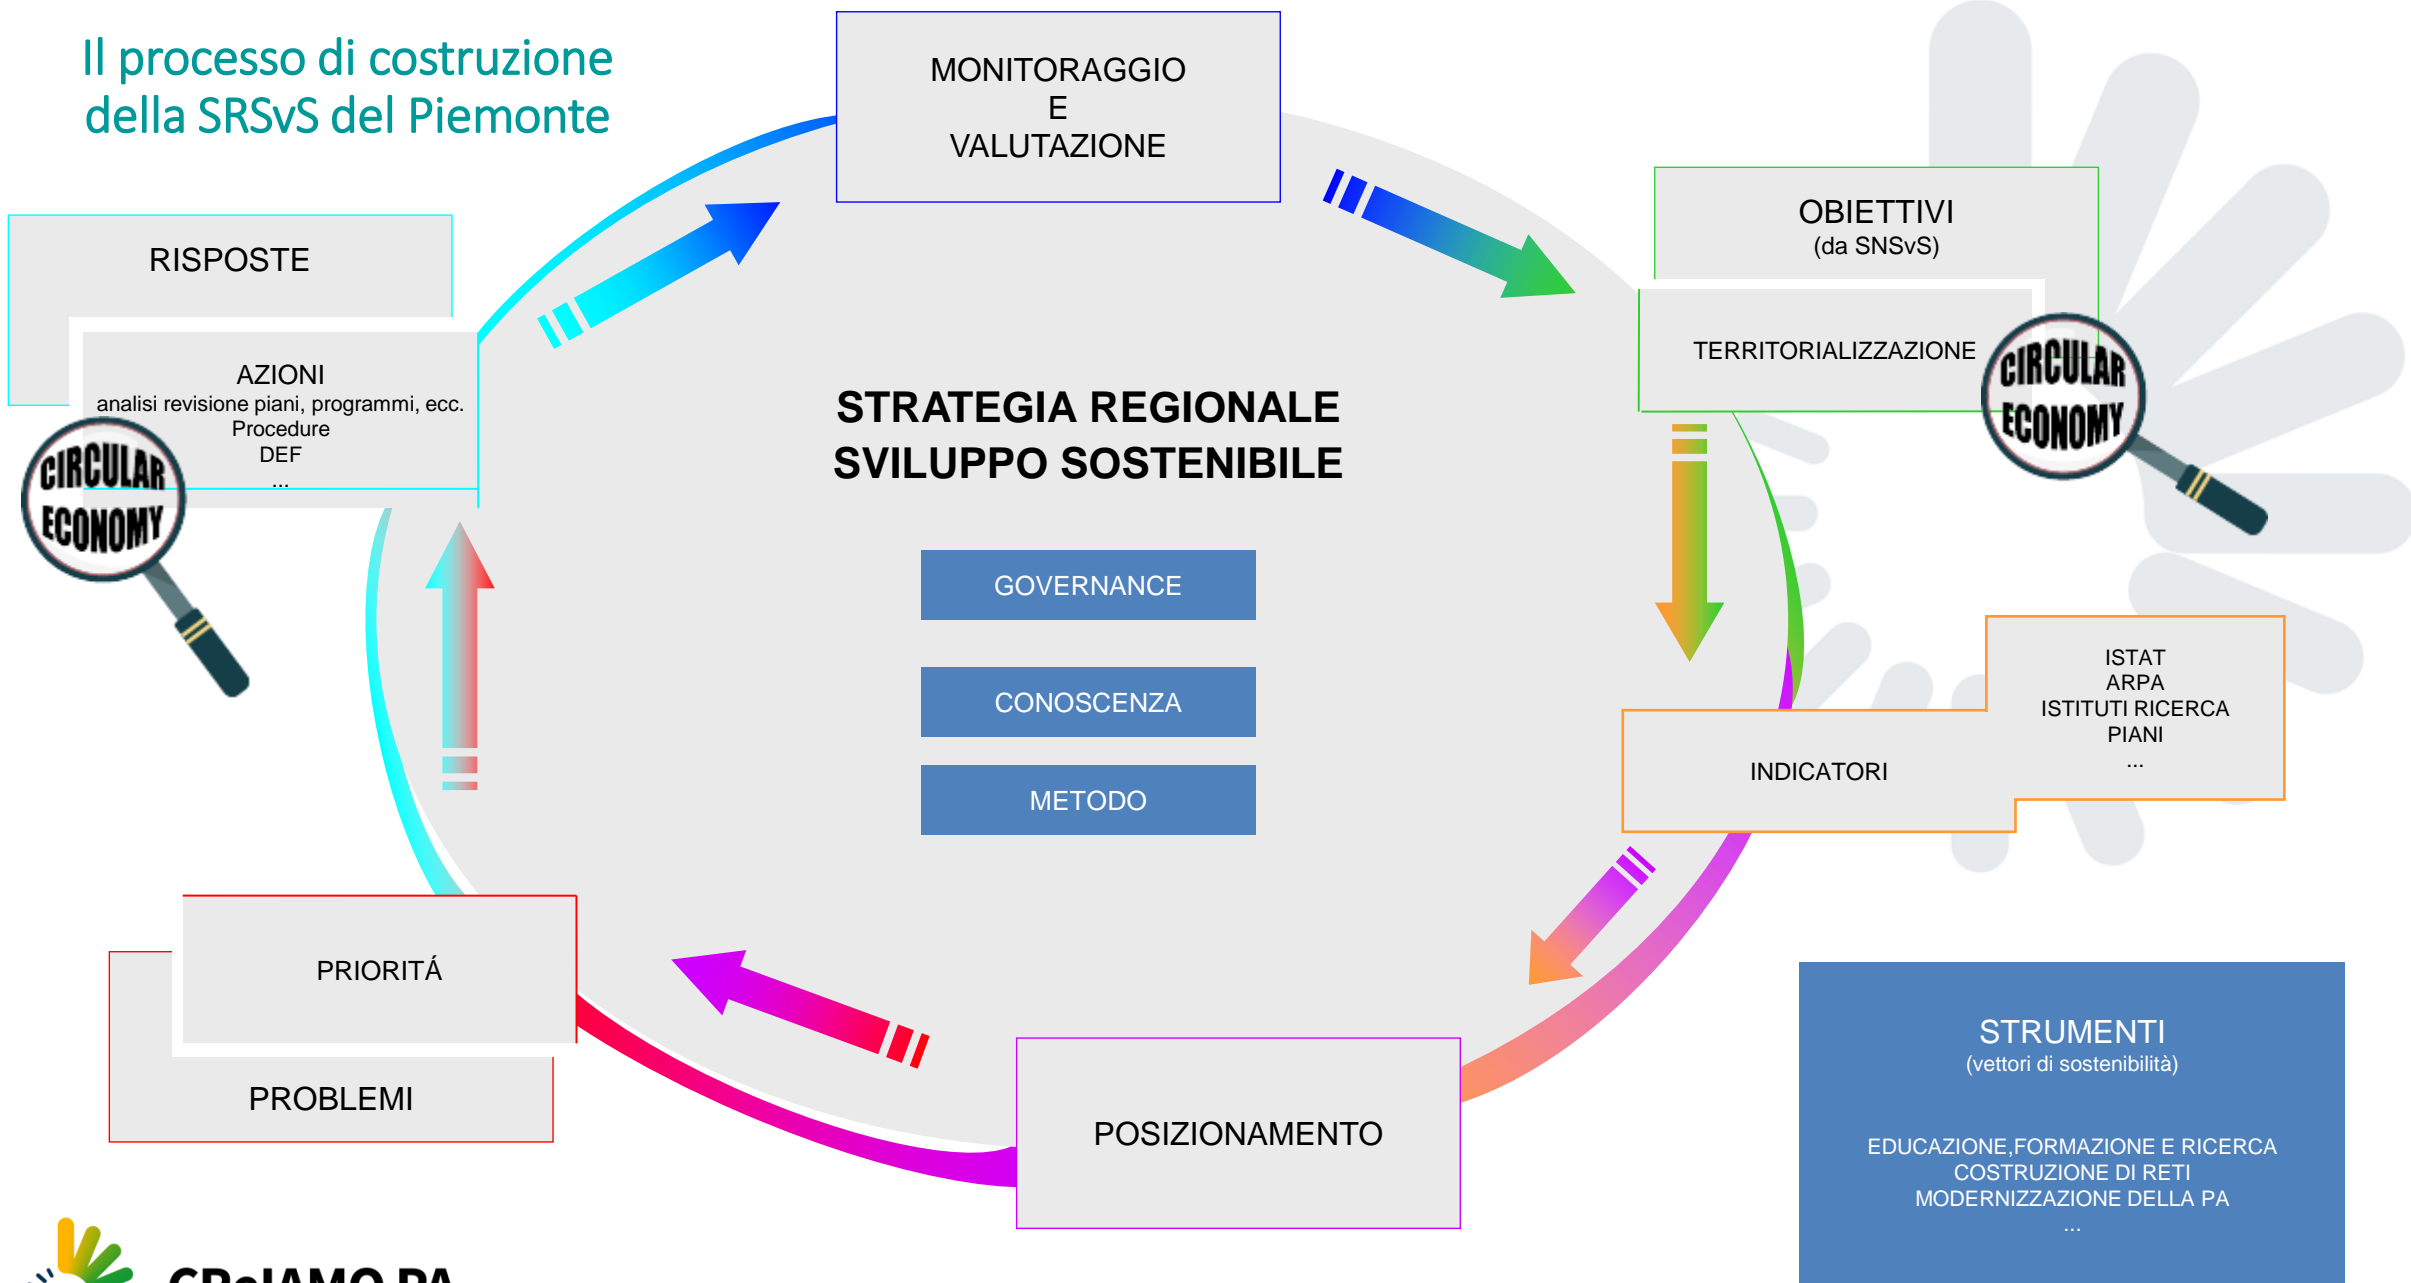 Il processo di costruzione
della SRSvS del Piemonte
MONITORAGGIO
E
VALUTAZIONE
OBIETTIVI
(da SNSvS)
TERRITORIALIZZAZIONE
CIRCULAR
ECONOMY
RISPOSTE
AZIONI
analisi revisione piani, programmi, ecc.
Procedure
DEF
...
CIRCULAR
ECONOMY
STRATEGIA REGIONALE
SVILUPPO SOSTENIBILE
GOVERNANCE
CONOSCENZA
METODO
ISTAT
ARPA
ISTITUTI RICERCA
PIANI
...
INDICATORI
PRIORITÁ
PROBLEMI
POSIZIONAMENTO
STRUMENTI
(vettori di sostenibilità)
EDUCAZIONE,FORMAZIONE E RICERCA
COSTRUZIONE DI RETI
MODERNIZZAZIONE DELLA PA
...
CReIAMO PA